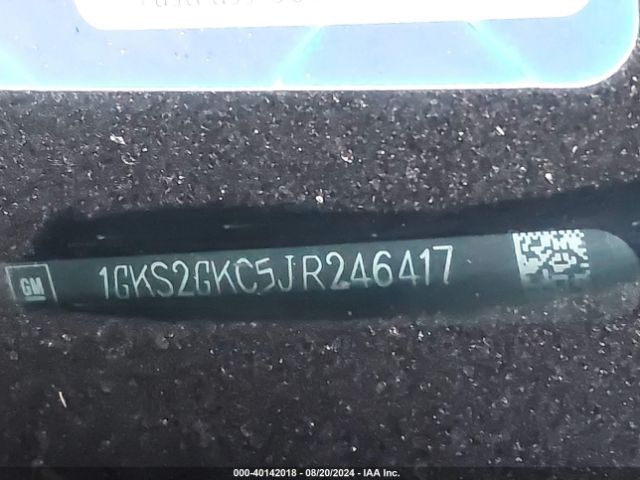 GM
1GKS2GKC5JR246417
000-40142018 - 08/20/2024 - IAA Inc.